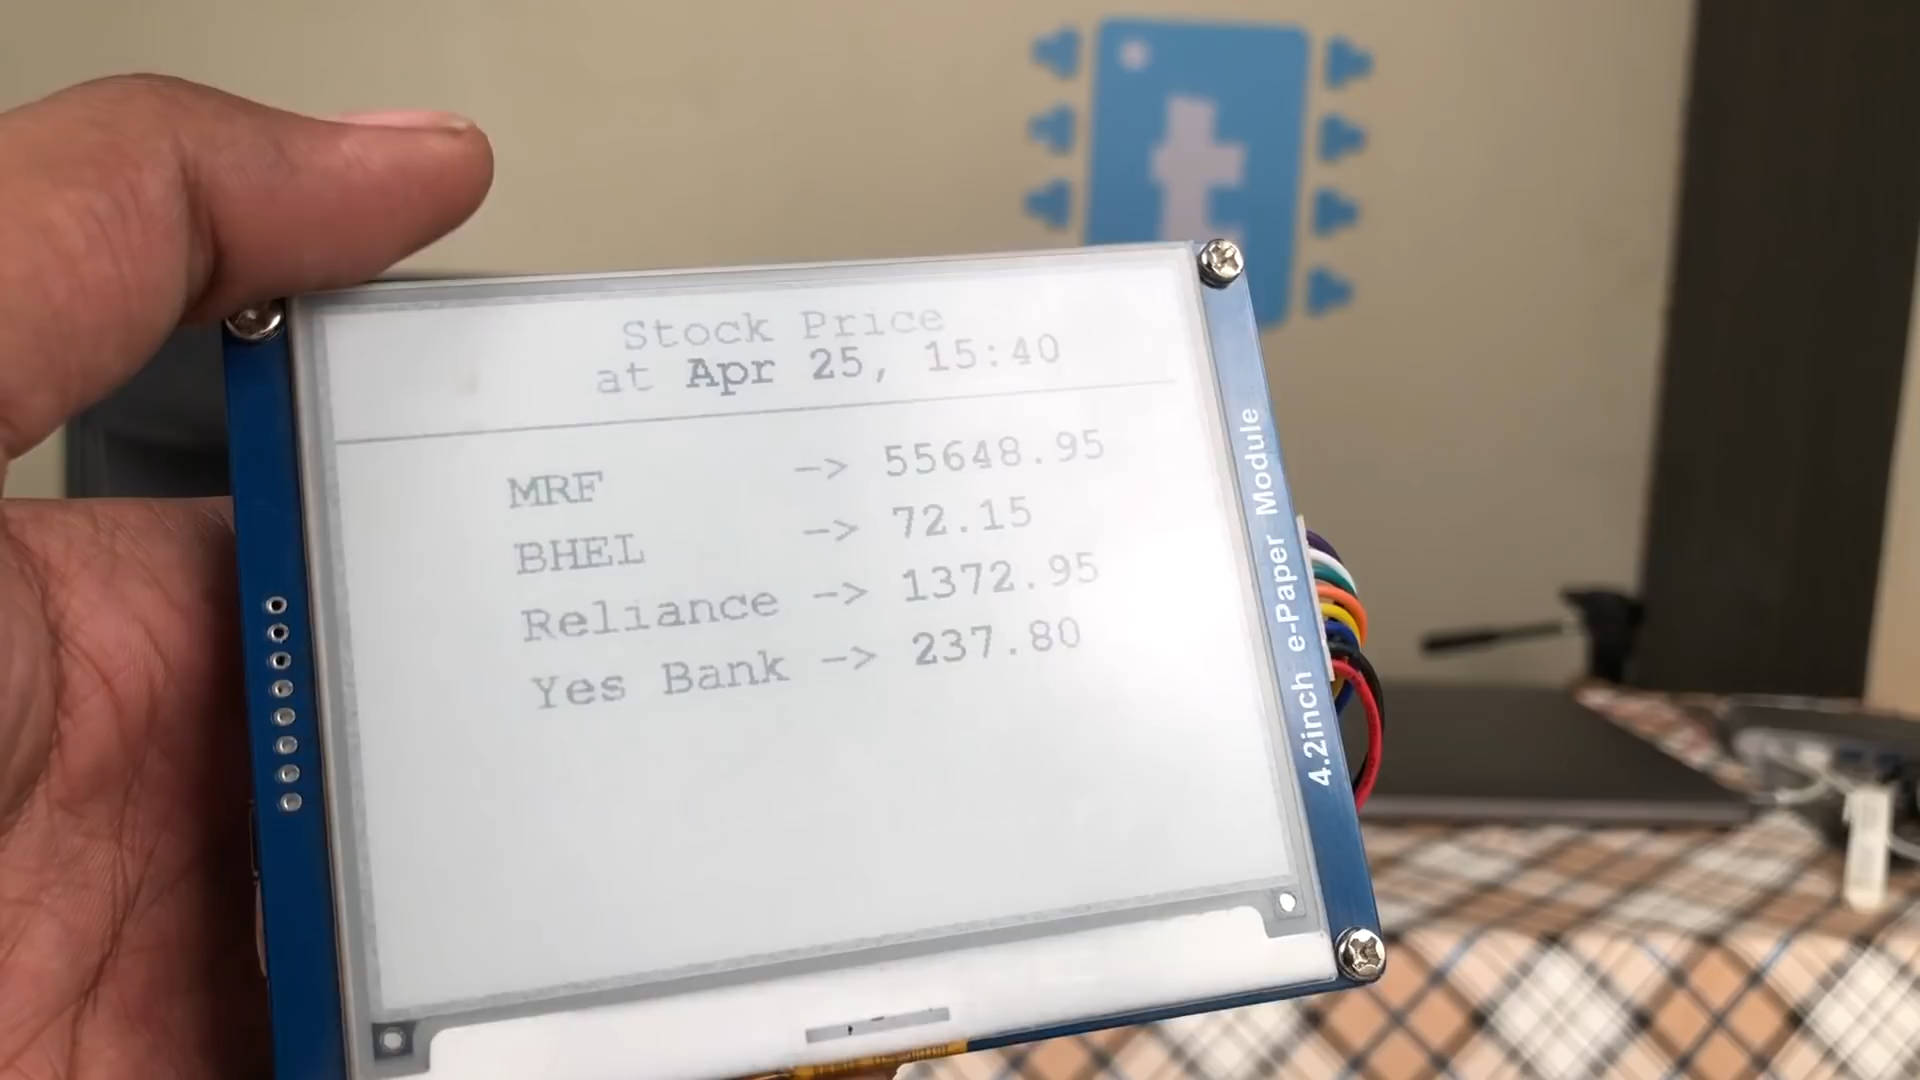 t
Stock Price
at Apr 25, 15:40
MRF -> 55648.95
BHEL -> 72.15
Reliance -> 1372.95
Yes Bank -> 237.80
4.2inch e-Paper Module